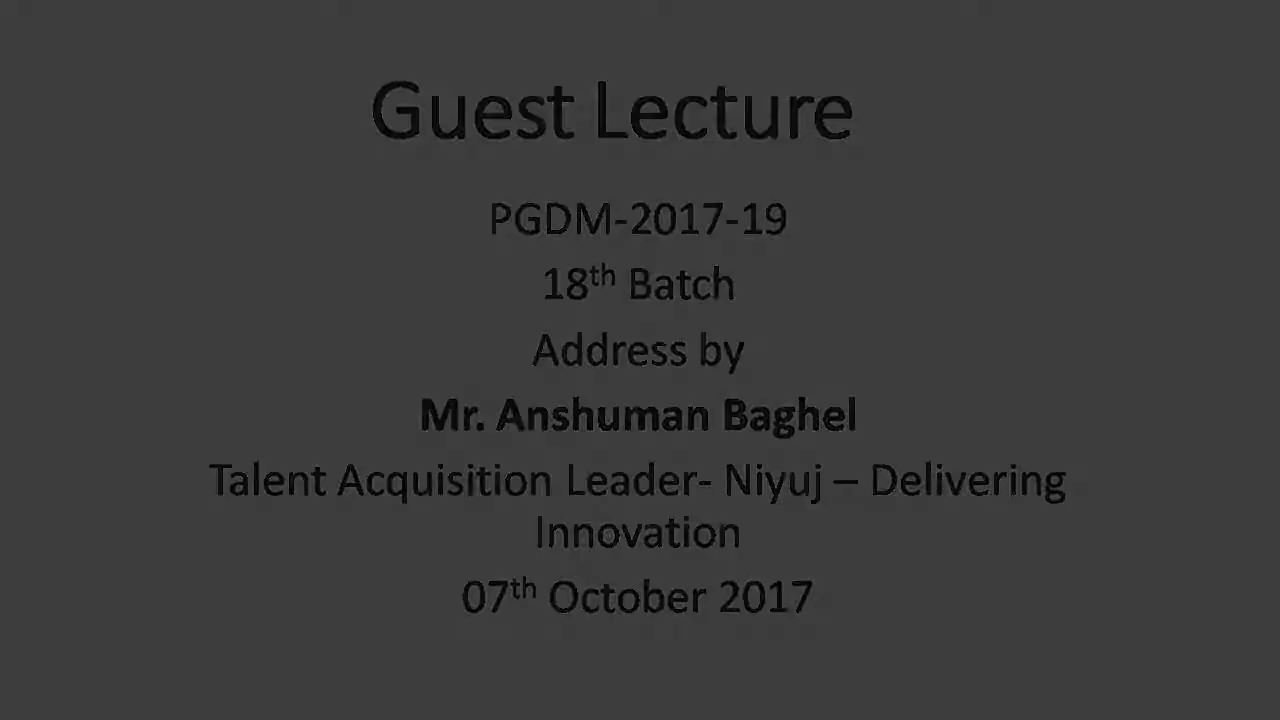 Guest Lecture
PGDM-2017-19
18th Batch
Address by
Mr. Anshuman Baghel
Talent Acquisition Leader- Niyuj – Delivering
Innovation
07th October 2017